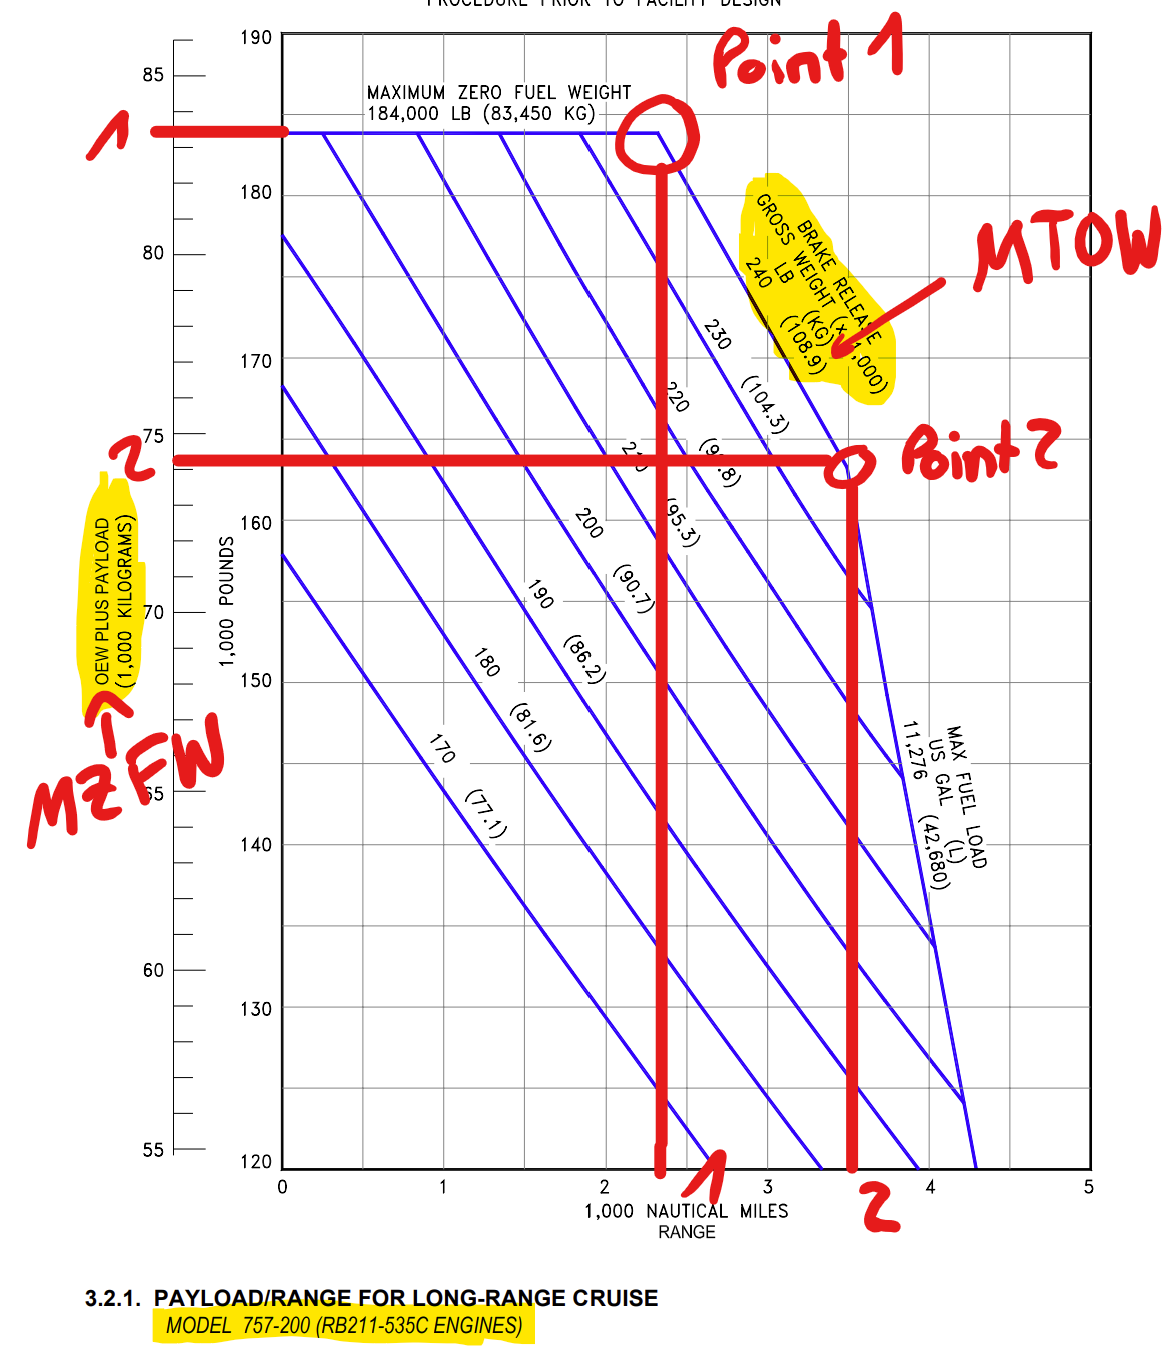 PROCEDURE PRIOR TO FACILITY DESIGN
190
Point 1
85
MAXIMUM ZERO FUEL WEIGHT
184,000 LB (83,450 KG)
1
180
BRAKE RELEASE
GROSS WEIGHT (x 1,000)
LB (KG)
240 (108.9)
MTOW
80
230 (104.3)
170
220
75
2
Point 2
OEW PLUS PAYLOAD
(1,000 KILOGRAMS)
1,000 POUNDS
160
(95.3)
200 (90.7)
70
190 (86.2)
150
180 (81.6)
MZFW
170 (77.1)
MAX FUEL LOAD
US GAL (L)
11,276 (42,680)
65
140
60
130
55
120
0 1 2 3 4 5
1
2
1,000 NAUTICAL MILES
RANGE
3.2.1. PAYLOAD/RANGE FOR LONG-RANGE CRUISE
MODEL 757-200 (RB211-535C ENGINES)